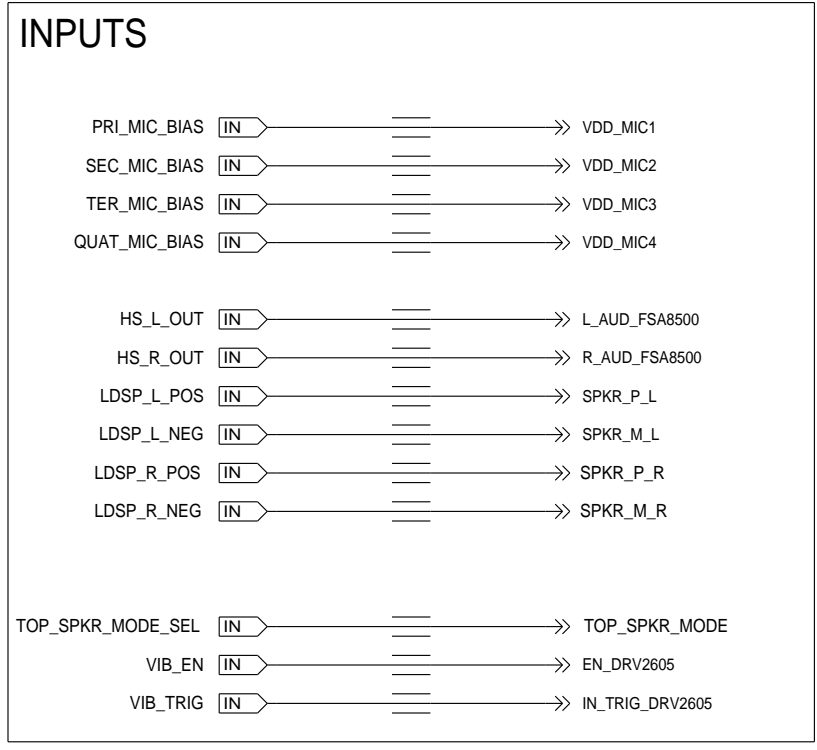 INPUTS
PRI_MIC_BIAS IN VDD_MIC1
SEC_MIC_BIAS IN VDD_MIC2
TER_MIC_BIAS IN VDD_MIC3
QUAT_MIC_BIAS IN VDD_MIC4
HS_L_OUT IN L_AUD_FSA8500
HS_R_OUT IN R_AUD_FSA8500
LDSP_L_POS IN SPKR_P_L
LDSP_L_NEG IN SPKR_M_L
LDSP_R_POS IN SPKR_P_R
LDSP_R_NEG IN SPKR_M_R
TOP_SPKR_MODE_SEL IN TOP_SPKR_MODE
VIB_EN IN EN_DRV2605
VIB_TRIG IN IN_TRIG_DRV2605